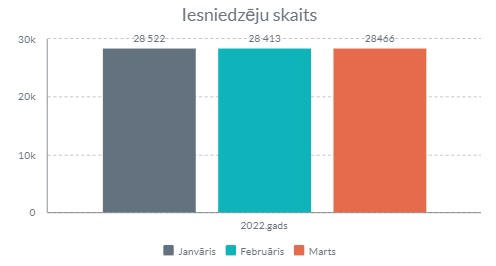 Iesniedzēju skaits
30k
28 522
28 413
28466
20k
10k
0
2022.gads
Janvāris Februāris Marts